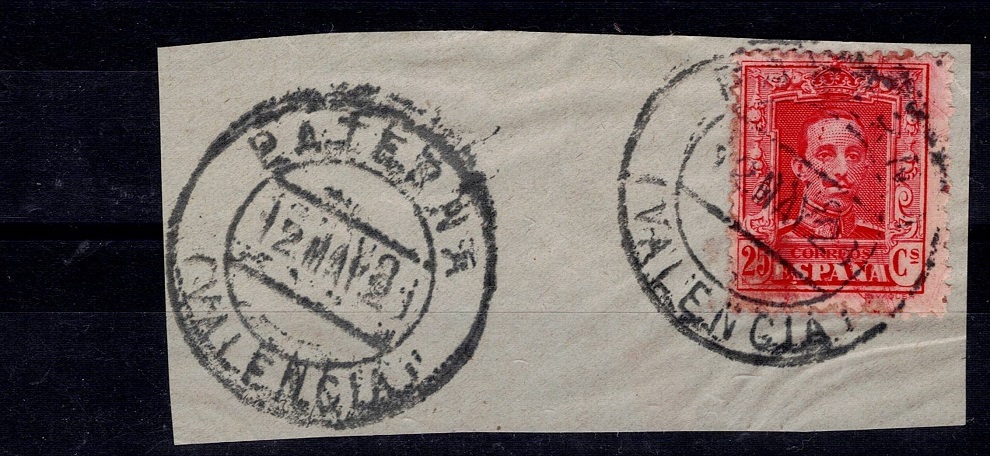 PATERNA
12 MAY 2
(VALENCIA)
CORREOS
25 ESPAÑA Cs
(VALENCIA)